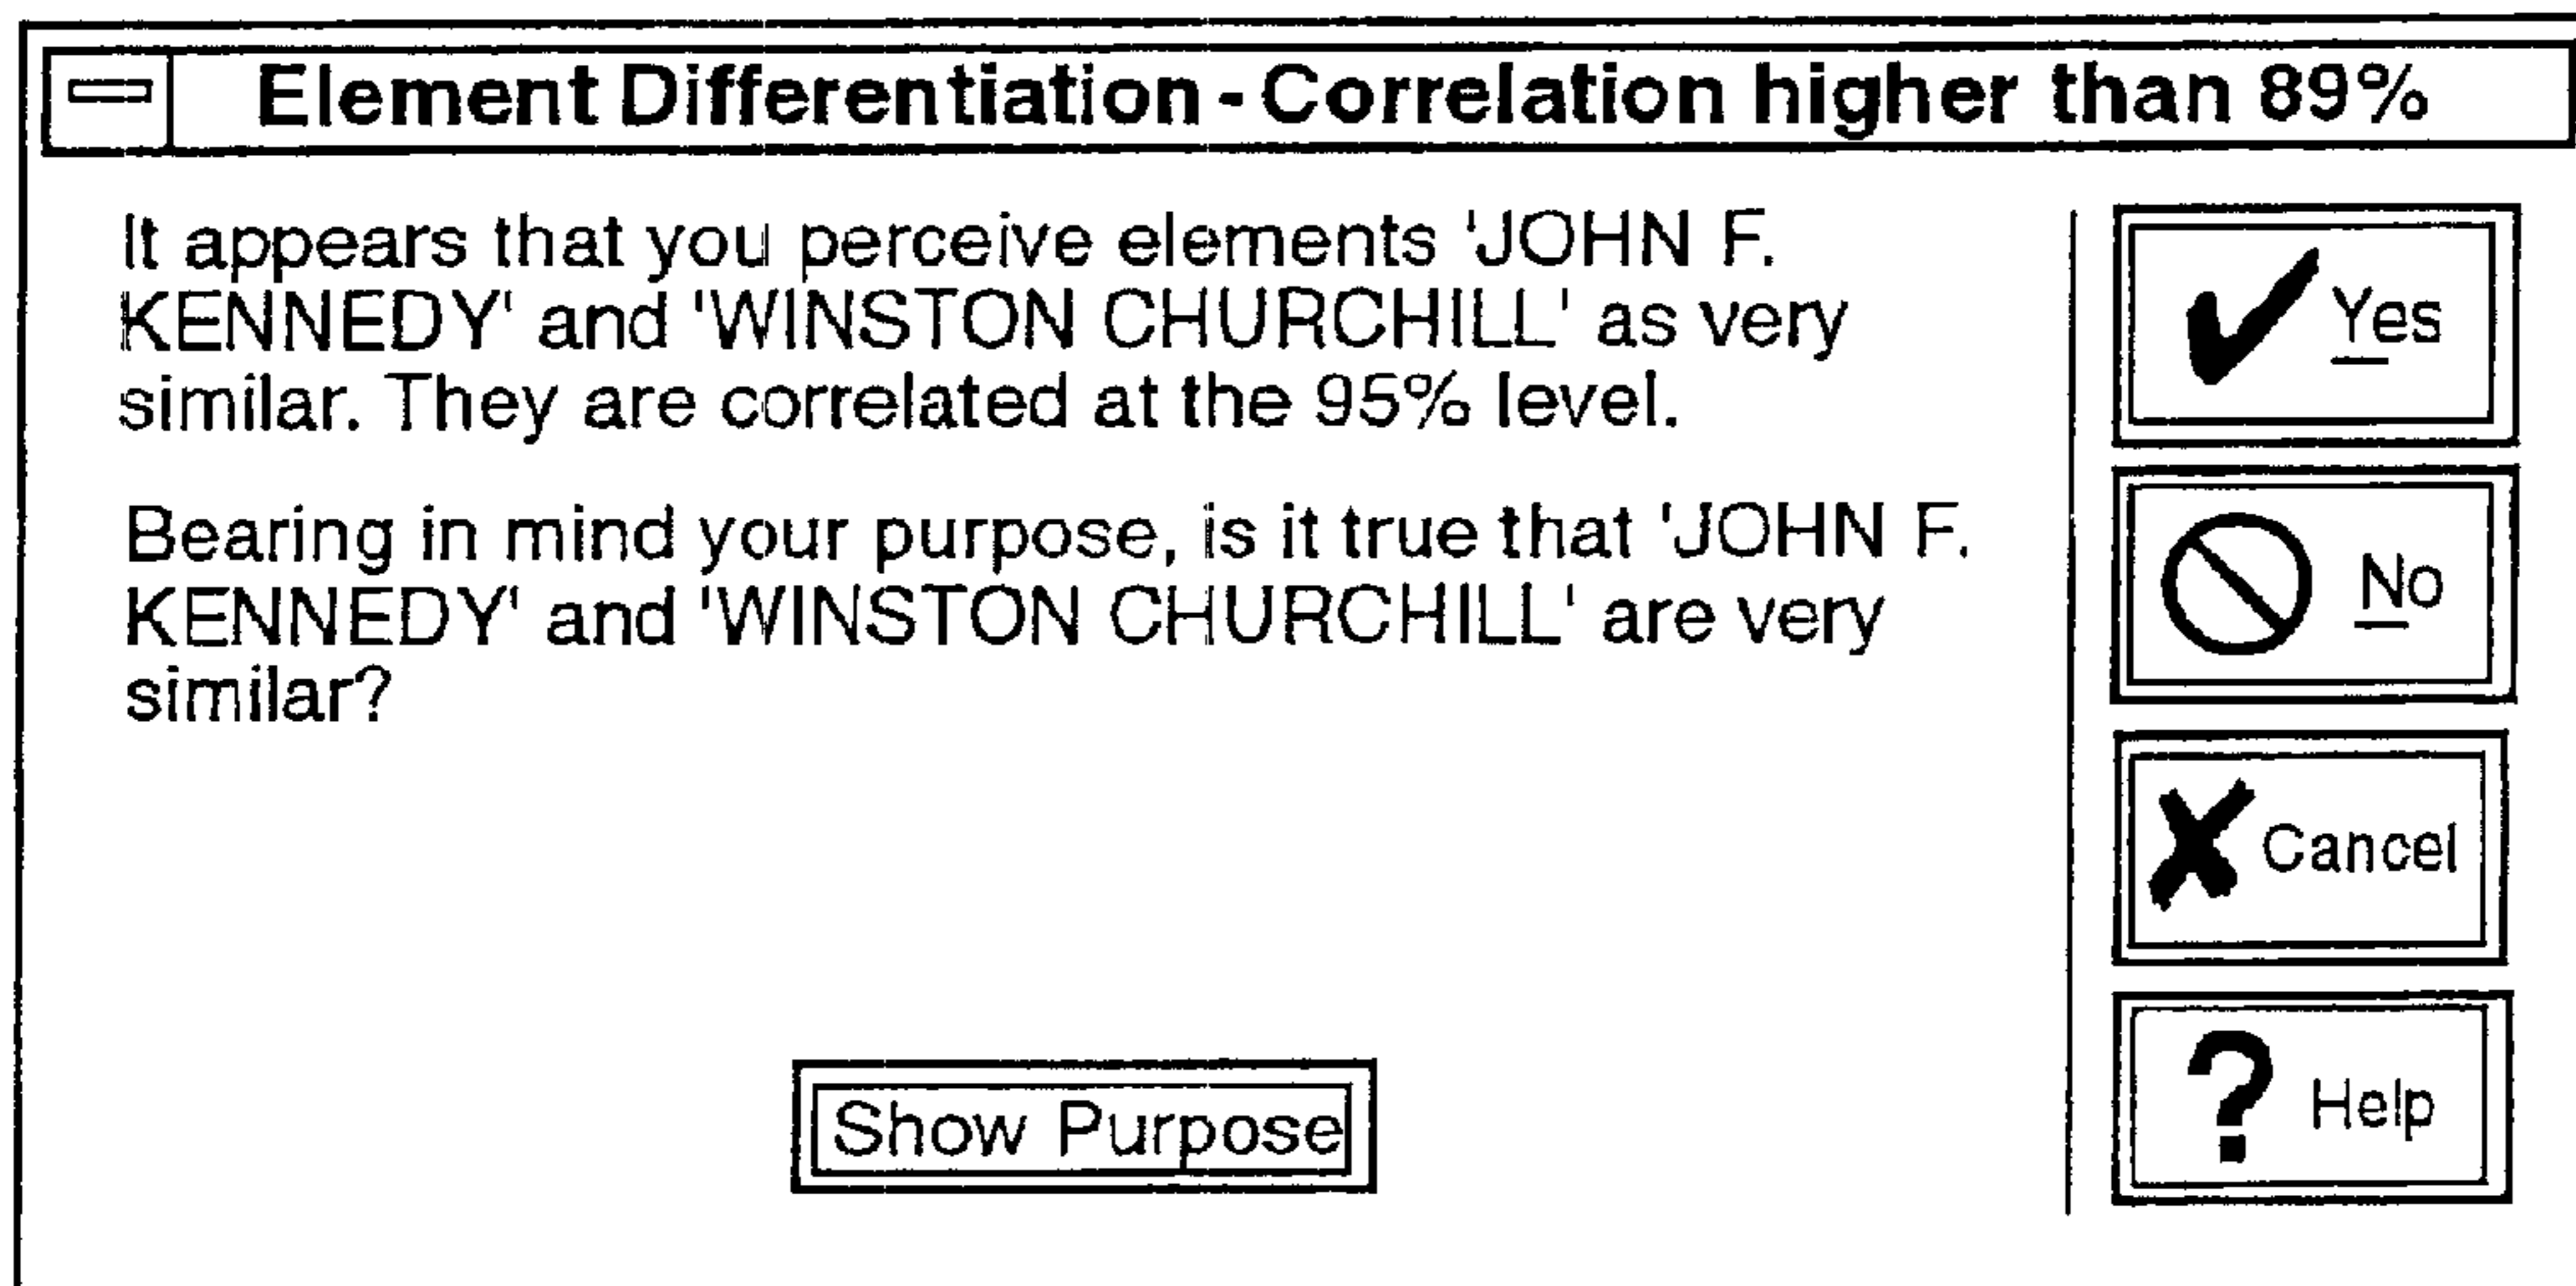 Element Differentiation - Correlation higher than 89%
It appears that you perceive elements 'JOHN F.
KENNEDY' and 'WINSTON CHURCHILL' as very
similar. They are correlated at the 95% level.
Bearing in mind your purpose, is it true that 'JOHN F.
KENNEDY' and 'WINSTON CHURCHILL' are very
similar?
Show Purpose
Yes
No
Cancel
? Help